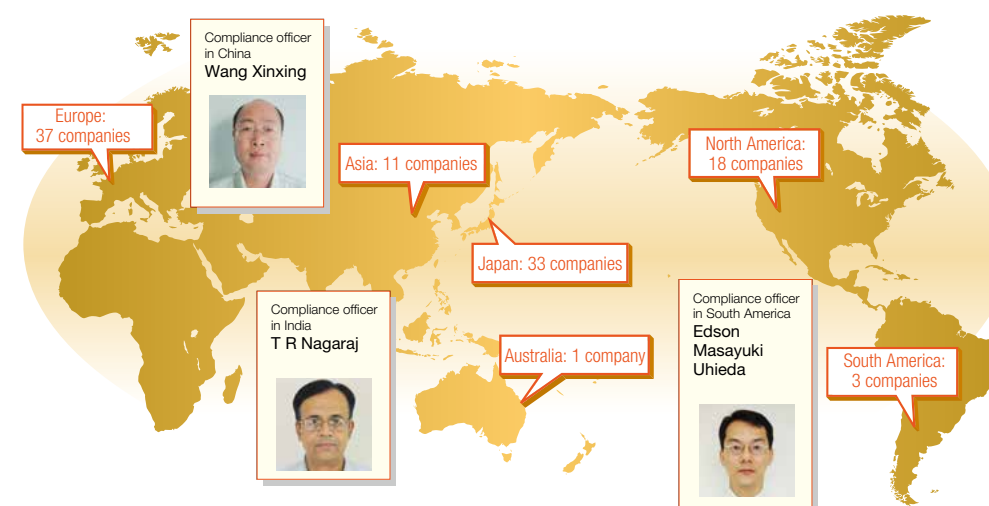 Compliance officer
in China
Wang Xinxing
Europe:
37 companies
Asia: 11 companies
North America:
18 companies
Japan: 33 companies
Compliance officer
in India
T R Nagaraj
Compliance officer
in South America
Edson
Masayuki
Uhieda
Australia: 1 company
South America:
3 companies